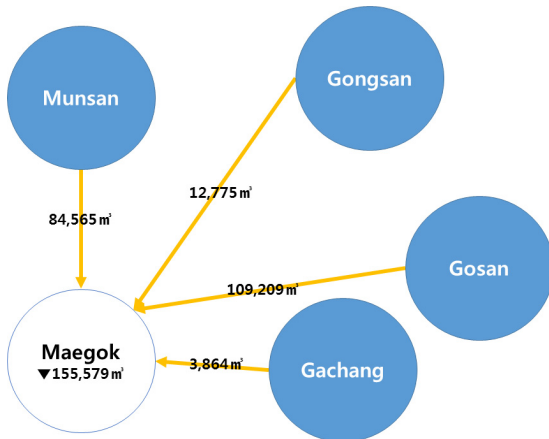 Munsan
Gongsan
12,775㎥
84,565㎥
Gosan
109,209㎥
Maegok
▼155,579㎥
3,864㎥
Gachang